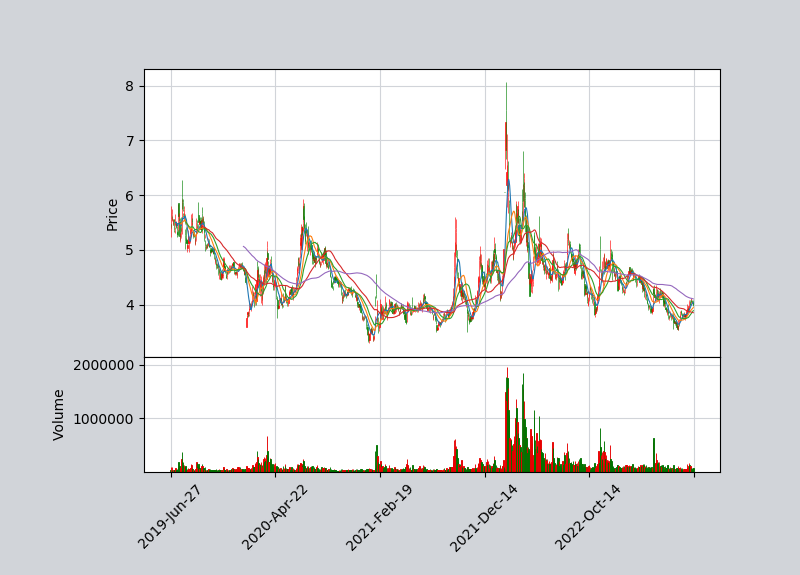 8
7
6
5
4
Price
2000000
1000000
Volume
2019-Jun-27
2020-Apr-22
2021-Feb-19
2021-Dec-14
2022-Oct-14